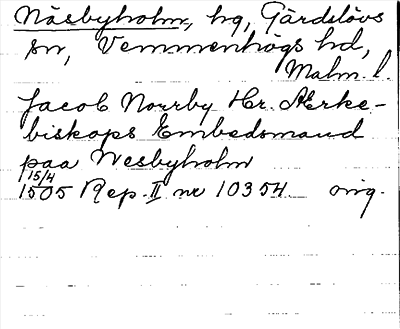 Näsbyholm, hg, Gärdslövs
sn, Vemmenhögs hd,
Malm. l.
Jacob Norrby Hr. Ærke-
biskops Embedsmand
paa Nesbyholm
15/4
1505 Rep. II nr 10354. orig.